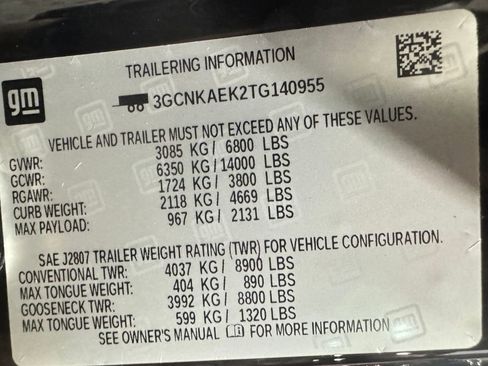 gm
TRAILERING INFORMATION
3GCNKAEK2TG140955
VEHICLE AND TRAILER MUST NOT EXCEED ANY OF THESE VALUES.
GVWR: 3085 KG / 6800 LBS
GCWR: 6350 KG / 14000 LBS
RGAWR: 1724 KG / 3800 LBS
CURB WEIGHT: 2118 KG / 4669 LBS
MAX PAYLOAD: 967 KG / 2131 LBS
SAE J2807 TRAILER WEIGHT RATING (TWR) FOR VEHICLE CONFIGURATION.
CONVENTIONAL TWR: 4037 KG / 8900 LBS
MAX TONGUE WEIGHT: 404 KG / 890 LBS
GOOSENECK TWR: 3992 KG / 8800 LBS
MAX TONGUE WEIGHT: 599 KG / 1320 LBS
SEE OWNER'S MANUAL FOR MORE INFORMATION